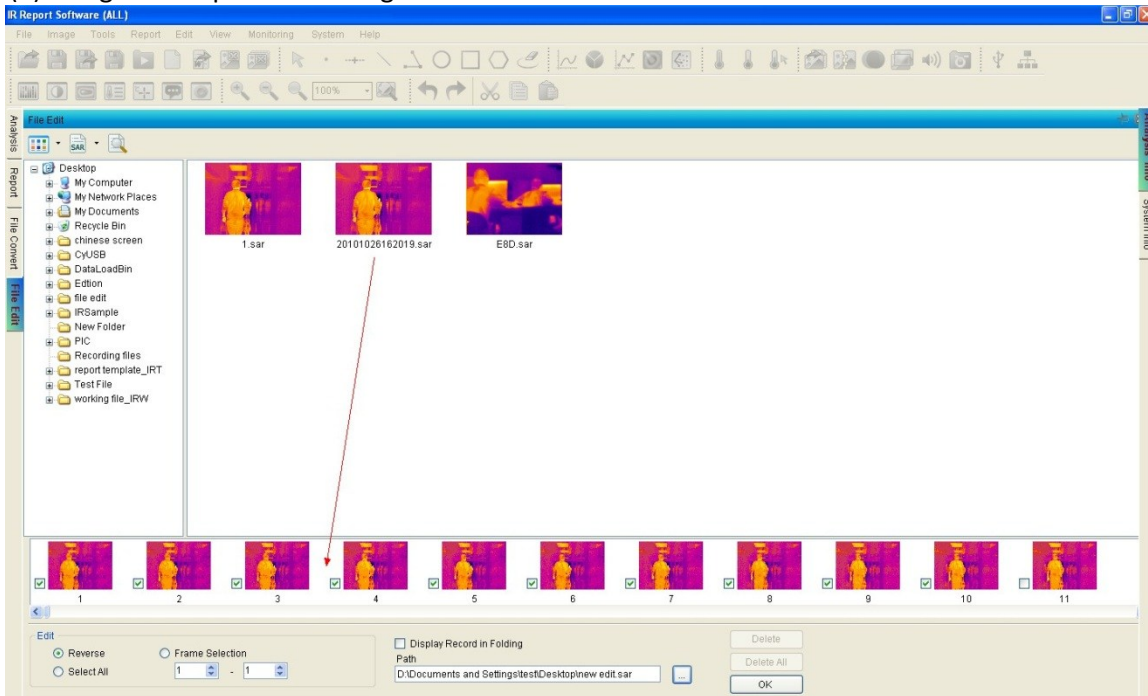 IR Report Software (ALL)
File Image Tools Report Edit View Monitoring System Help
100%
File Edit
SAR
Analysis
Report
File Convert
File Edit
Desktop
My Computer
My Network Places
My Documents
Recycle Bin
chinese screen
CyUSB
DataLoadBin
Edtion
file edit
IRSample
New Folder
PIC
Recording files
report template_IRT
Test File
working file_IRW
1.sar 20101026162019.sar E8D.sar
Analysis Info
System Info
1 2 3 4 5 6 7 8 9 10 11
Edit
Reverse Frame Selection
Select All 1 - 1
Display Record in Folding
Path
D:\Documents and Settings\test\Desktop\new edit.sar ...
Delete
Delete All
OK